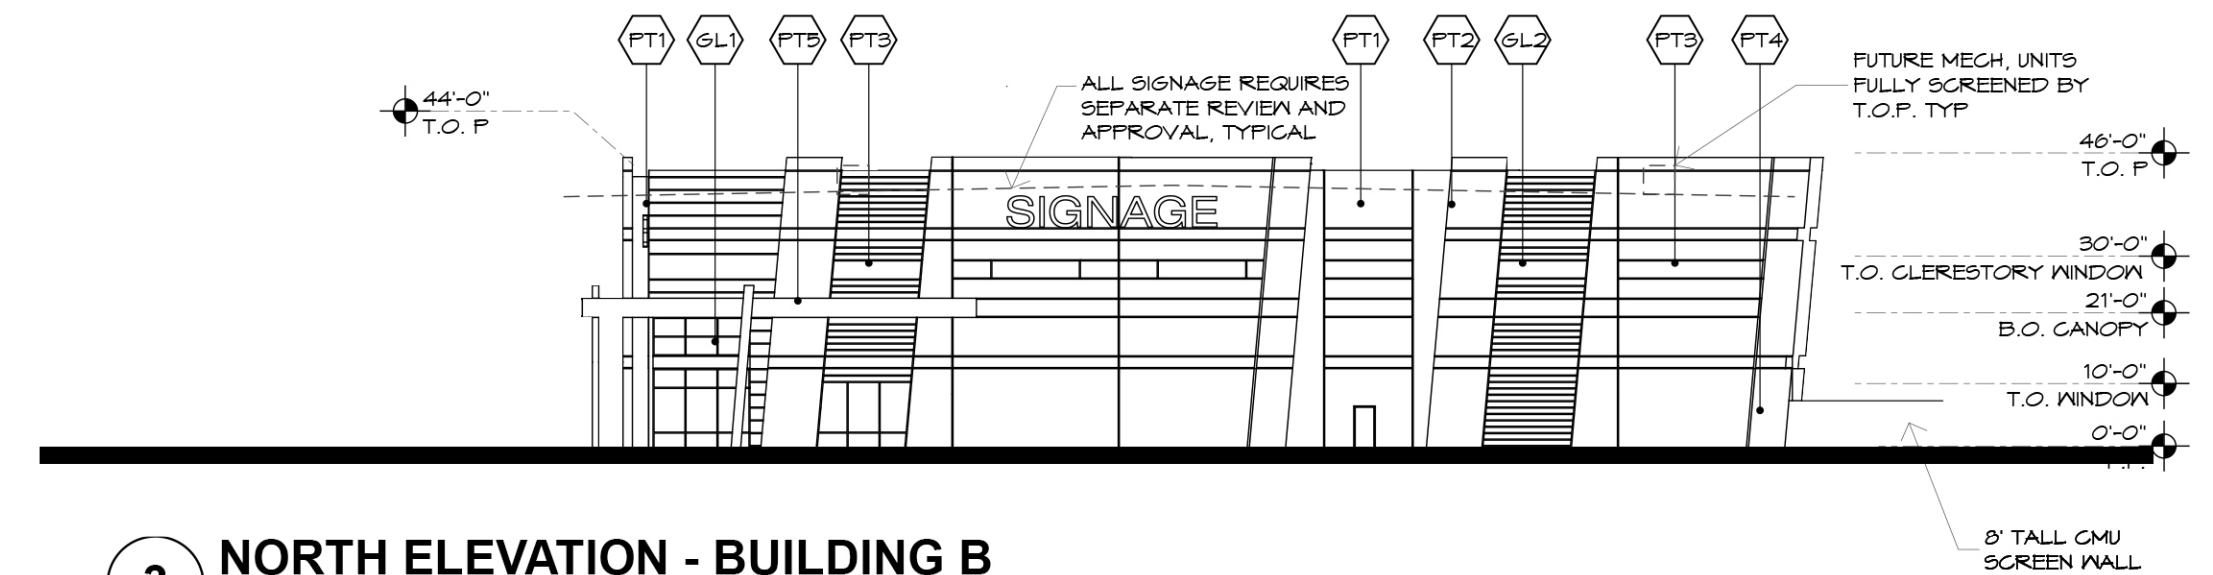 PT1 GL1 PT5 PT3 PT1 PT2 GL2 PT3 PT4
44'-0"
T.O. P
ALL SIGNAGE REQUIRES
SEPARATE REVIEW AND
APPROVAL, TYPICAL
FUTURE MECH, UNITS
FULLY SCREENED BY
T.O.P. TYP
46'-0"
T.O. P
SIGNAGE
30'-0"
T.O. CLERESTORY WINDOW
21'-0"
B.O. CANOPY
10'-0"
T.O. WINDOW
0'-0"
8' TALL CMU
SCREEN WALL
NORTH ELEVATION - BUILDING B